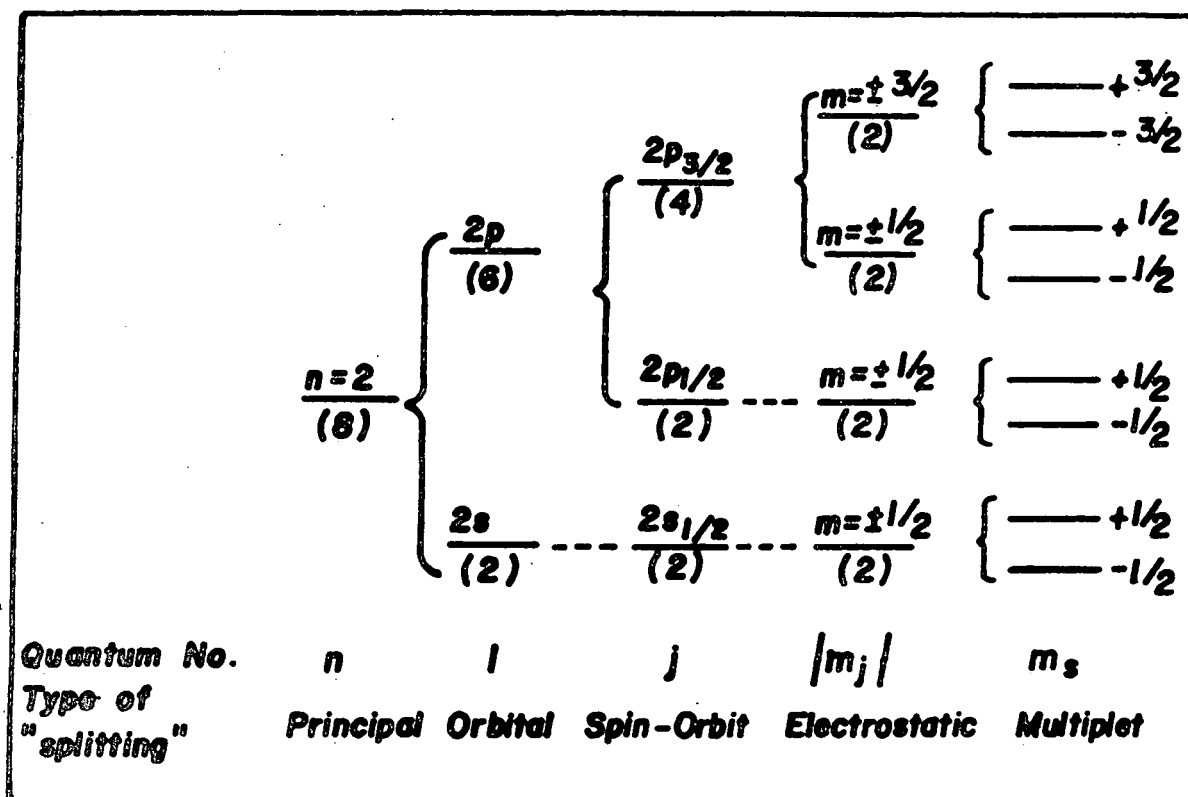 m=± 3/2
(2)
+ 3/2
- 3/2
2p3/2
(4)
m=±1/2
(2)
+ 1/2
- 1/2
2p
(6)
n=2
(8)
2p1/2
(2)
m=±1/2
(2)
+1/2
-1/2
2s
(2)
2s1/2
(2)
m=±1/2
(2)
+1/2
-1/2
Quantum No. n l j |mj| ms
Type of
"splitting" Principal Orbital Spin-Orbit Electrostatic Multiplet